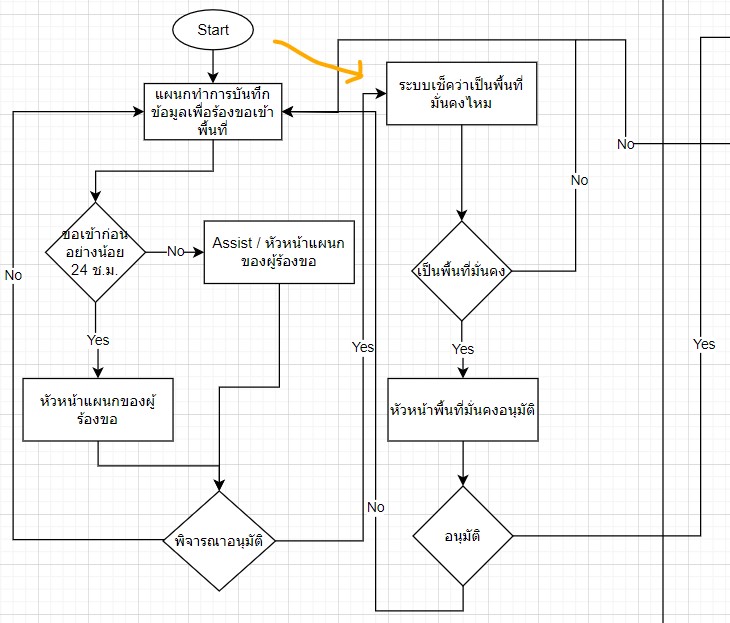 Start
แผนกทำการบันทึก
ข้อมูลเพื่อร้องขอเข้า
พื้นที่
ขอเข้าก่อน
อย่างน้อย
24 ช.ม.
No
Assist / หัวหน้าแผนก
ของผู้ร้องขอ
No
Yes
หัวหน้าแผนกของผู้
ร้องขอ
พิจารณาอนุมัติ
Yes
ระบบเช็คว่าเป็นพื้นที่
มั่นคงไหม
เป็นพื้นที่มั่นคง
No
No
Yes
หัวหน้าพื้นที่มั่นคงอนุมัติ
อนุมัติ
No
Yes